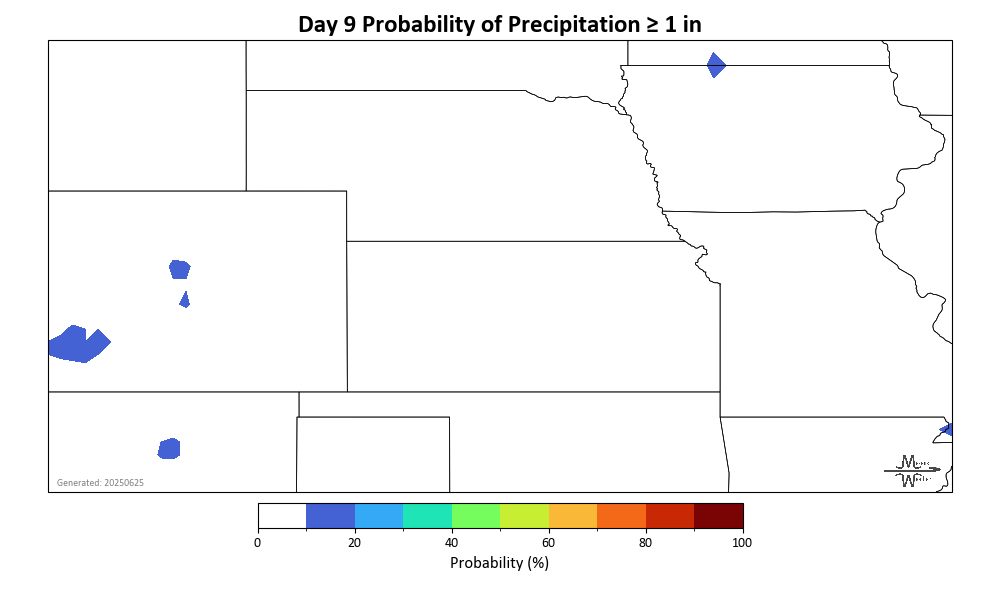 Day 9 Probability of Precipitation ≥ 1 in
Generated: 20250625
0 20 40 60 80 100
Probability (%)